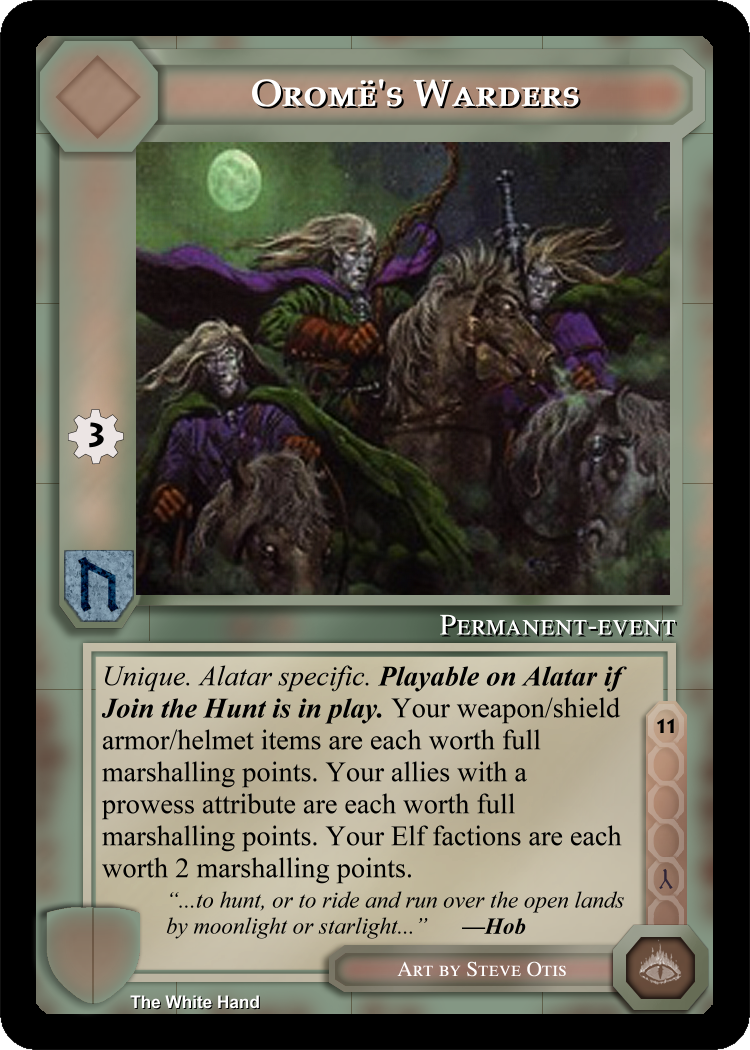 Oromë's Warders
3
Permanent-event
Unique. Alatar specific. Playable on Alatar if
Join the Hunt is in play. Your weapon/shield
armor/helmet items are each worth full
marshalling points. Your allies with a
prowess attribute are each worth full
marshalling points. Your Elf factions are each
worth 2 marshalling points.
11
“...to hunt, or to ride and run over the open lands
by moonlight or starlight...” —Hob
Art by Steve Otis
The White Hand